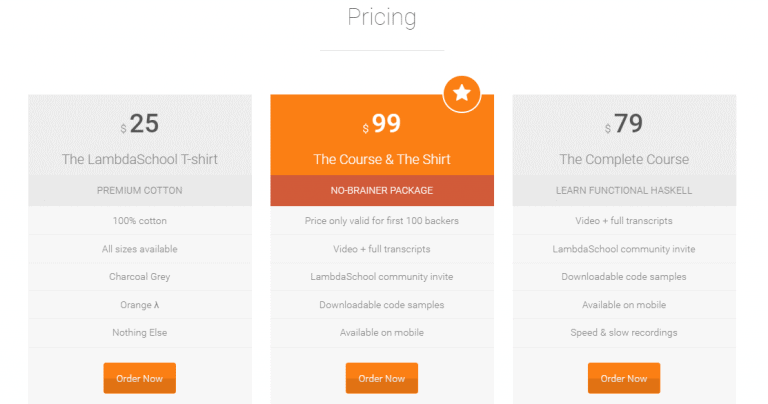 Pricing
$25
The LambdaSchool T-shirt
PREMIUM COTTON
100% cotton
All sizes available
Charcoal Grey
Orange λ
Nothing Else
Order Now
$99
The Course & The Shirt
NO-BRAINER PACKAGE
Price only valid for first 100 backers
Video + full transcripts
LambdaSchool community invite
Downloadable code samples
Available on mobile
Order Now
$79
The Complete Course
LEARN FUNCTIONAL HASKELL
Video + full transcripts
LambdaSchool community invite
Downloadable code samples
Available on mobile
Speed & slow recordings
Order Now